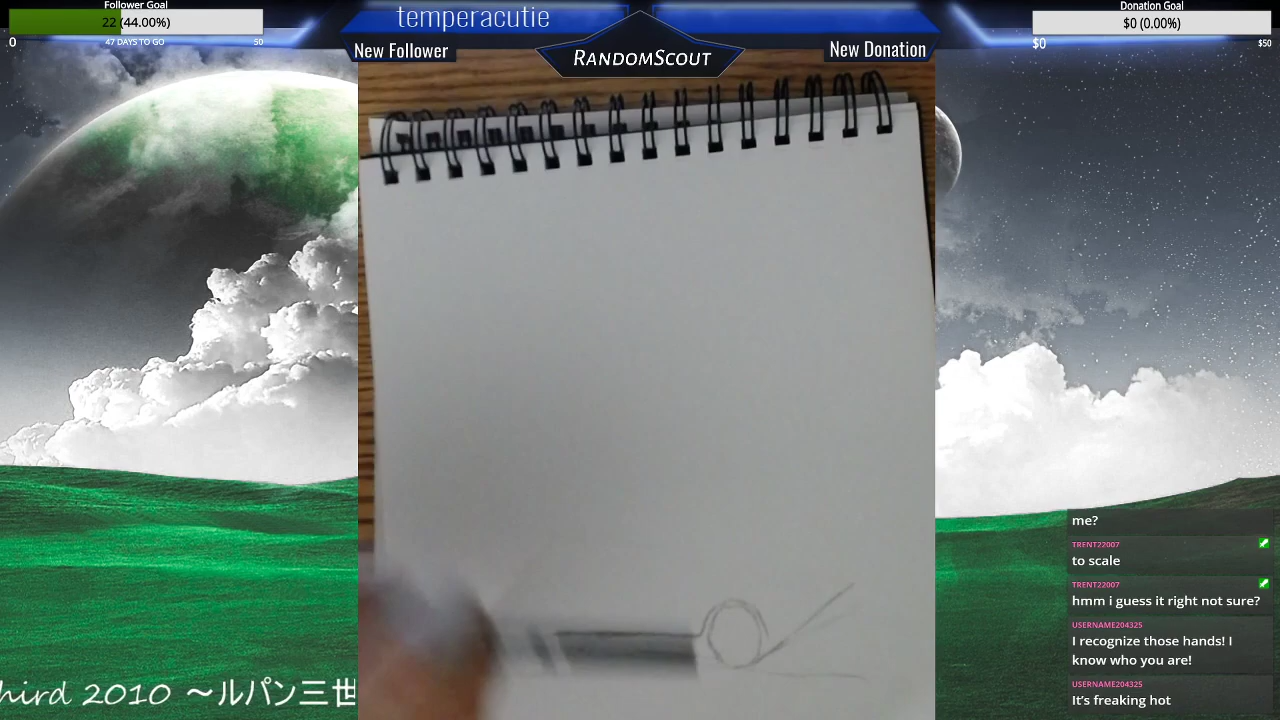 Follower Goal
22 (44.00%)
0
47 DAYS TO GO
50
temperacutie
New Follower
RANDOMSCOUT
New Donation
Donation Goal
$0 (0.00%)
$0
$50
me?
TRENT22007
to scale
TRENT22007
hmm i guess it right not sure?
USERNAME204325
I recognize those hands! I
know who you are!
USERNAME204325
It's freaking hot
hird 2010 ～ルパン三世